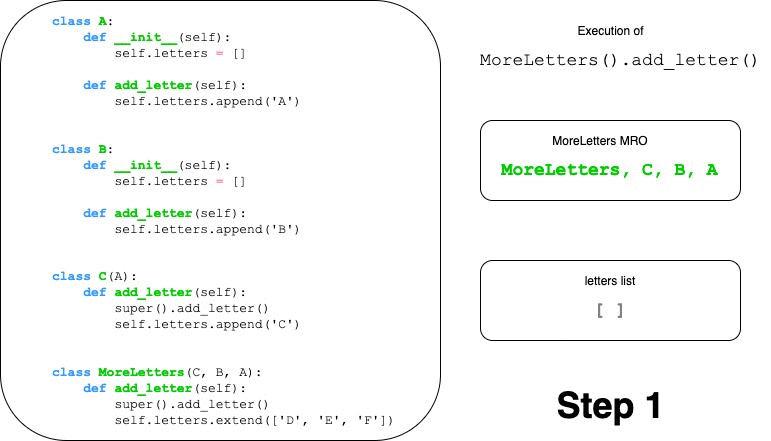 class A:
    def __init__(self):
        self.letters = []

    def add_letter(self):
        self.letters.append('A')

class B:
    def __init__(self):
        self.letters = []

    def add_letter(self):
        self.letters.append('B')

class C(A):
    def add_letter(self):
        super().add_letter()
        self.letters.append('C')

class MoreLetters(C, B, A):
    def add_letter(self):
        super().add_letter()
        self.letters.extend(['D', 'E', 'F'])

Execution of
MoreLetters().add_letter()
MoreLetters MRO
MoreLetters, C, B, A
letters list
[ ]
Step 1